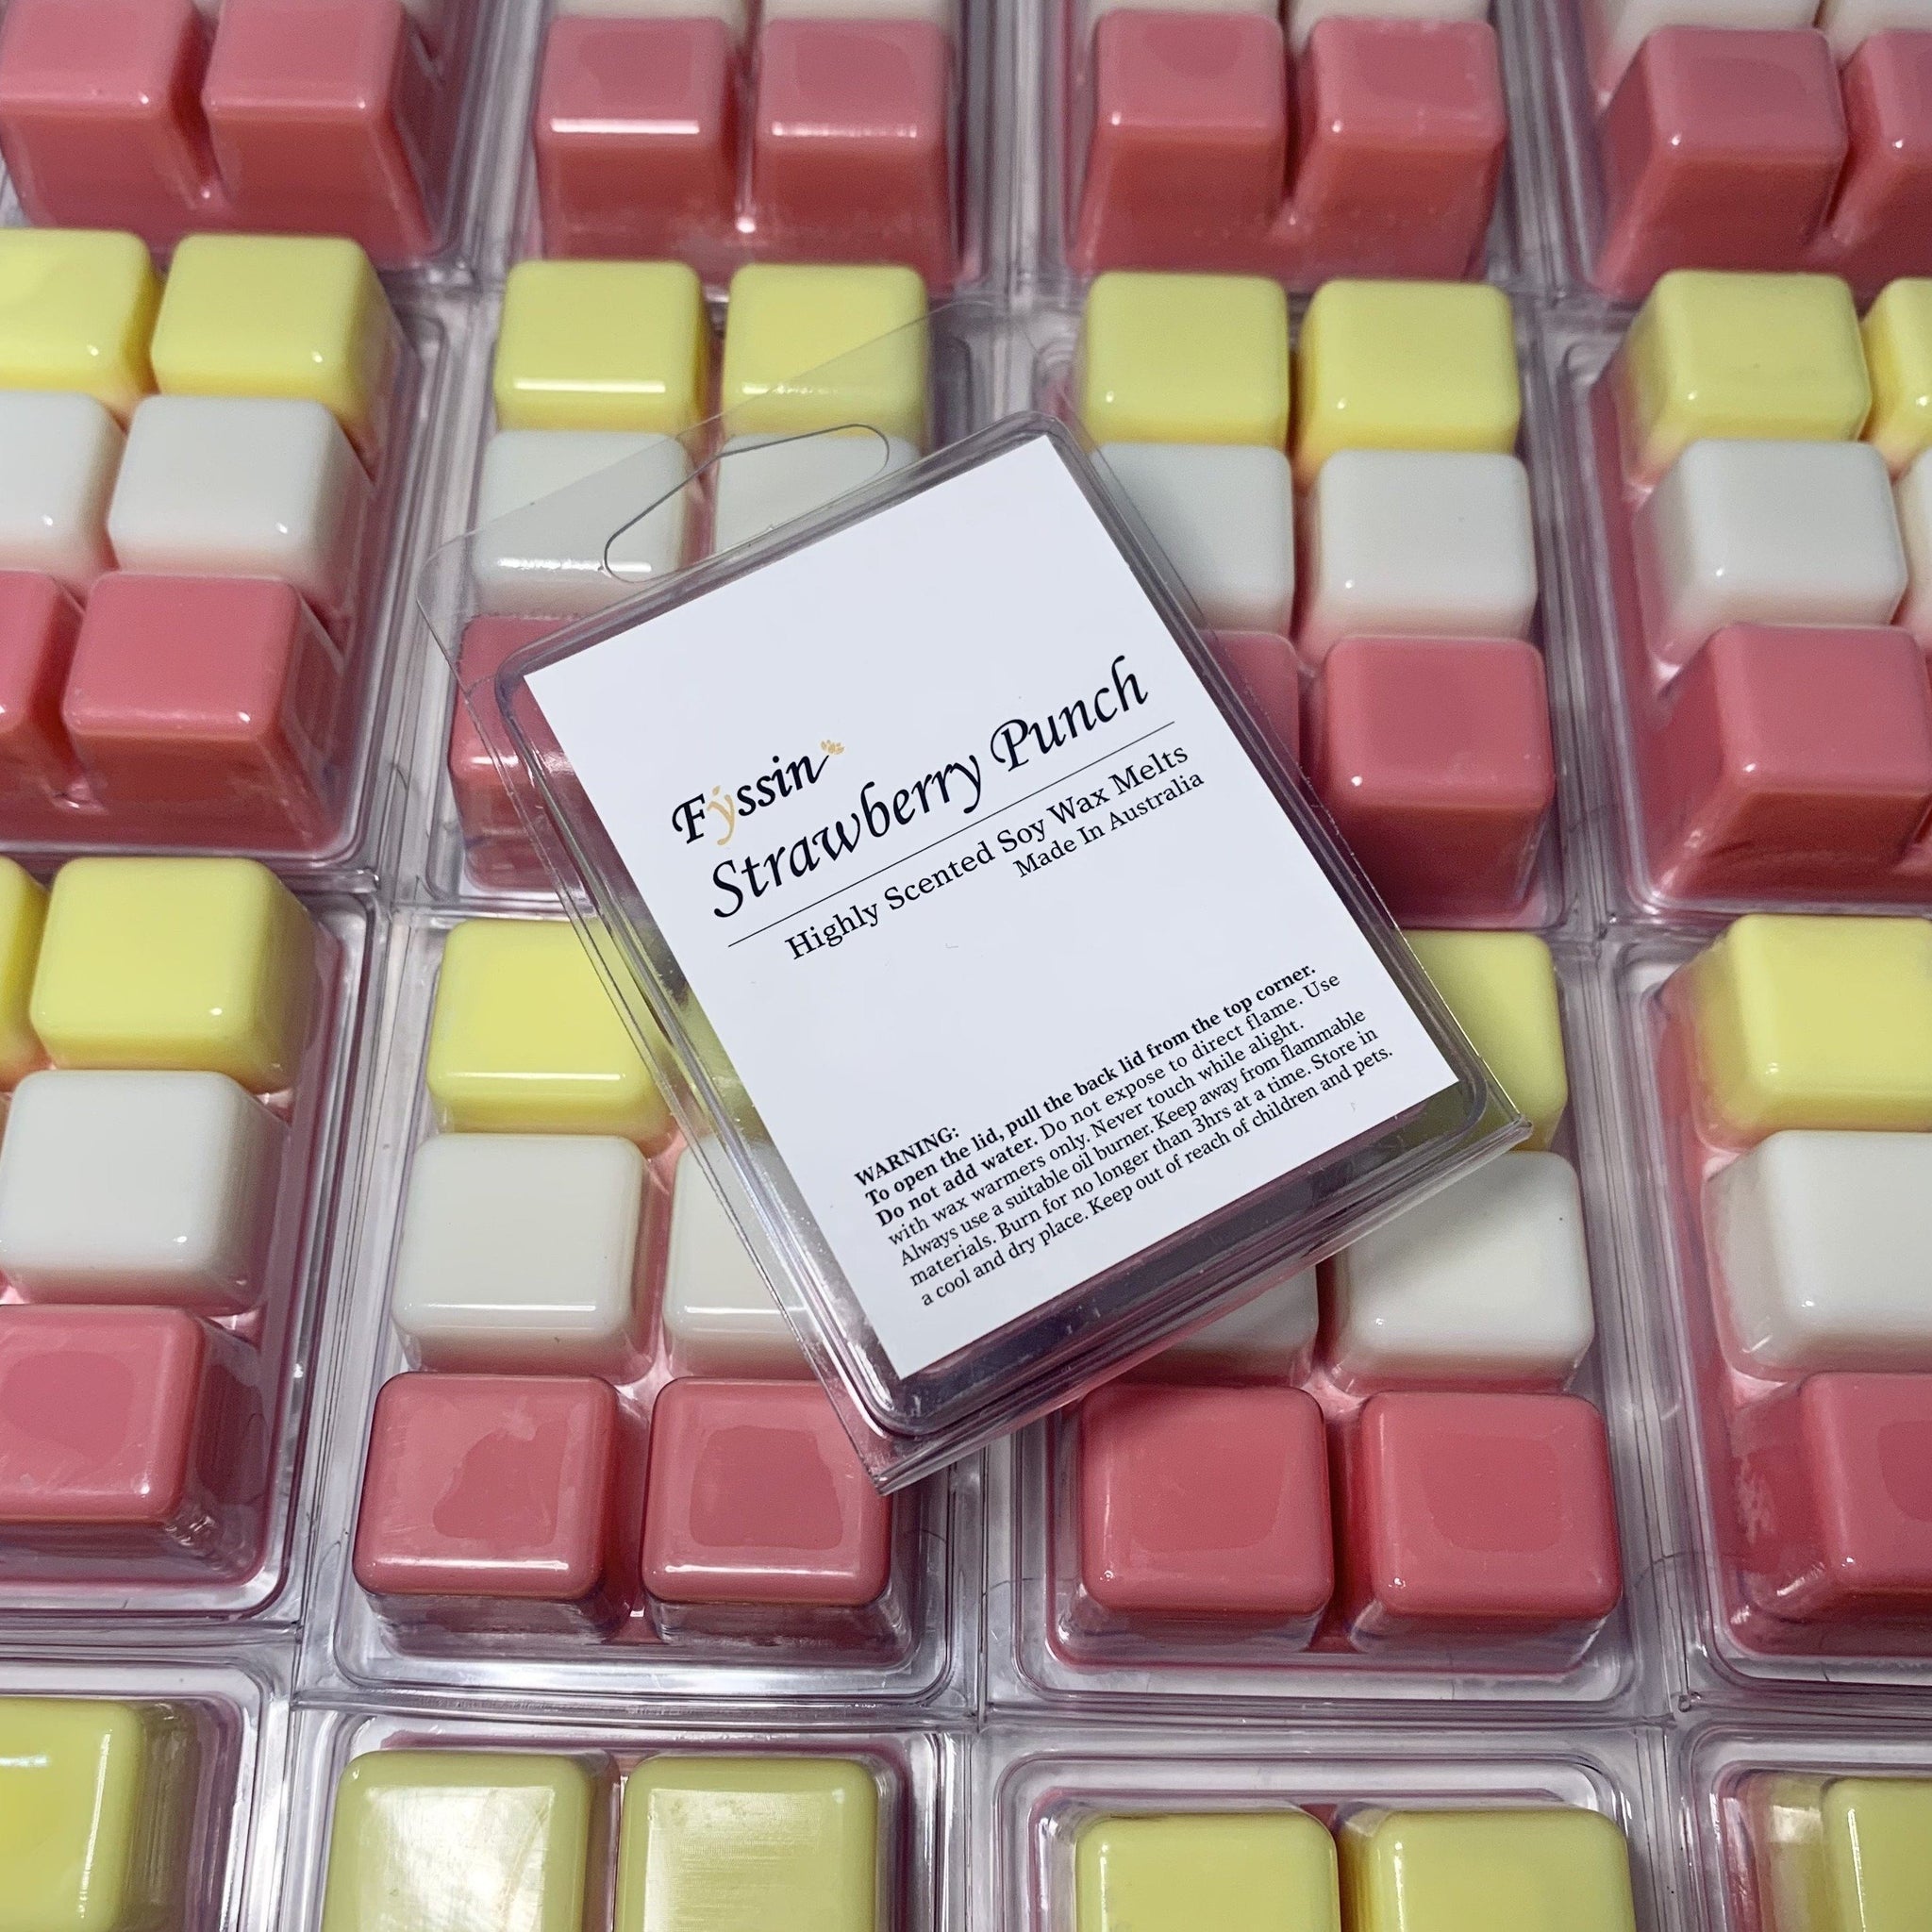 Fyssin
Strawberry Punch
Highly Scented Soy Wax Melts
Made In Australia
WARNING:
To open the lid, pull the back lid from the top corner.
Do not add water. Do not expose to direct flame. Use
with wax warmers only. Never touch while alight.
Always use a suitable oil burner. Keep away from flammable
materials. Burn for no longer than 3hrs at a time. Store in
a cool and dry place. Keep out of reach of children and pets.